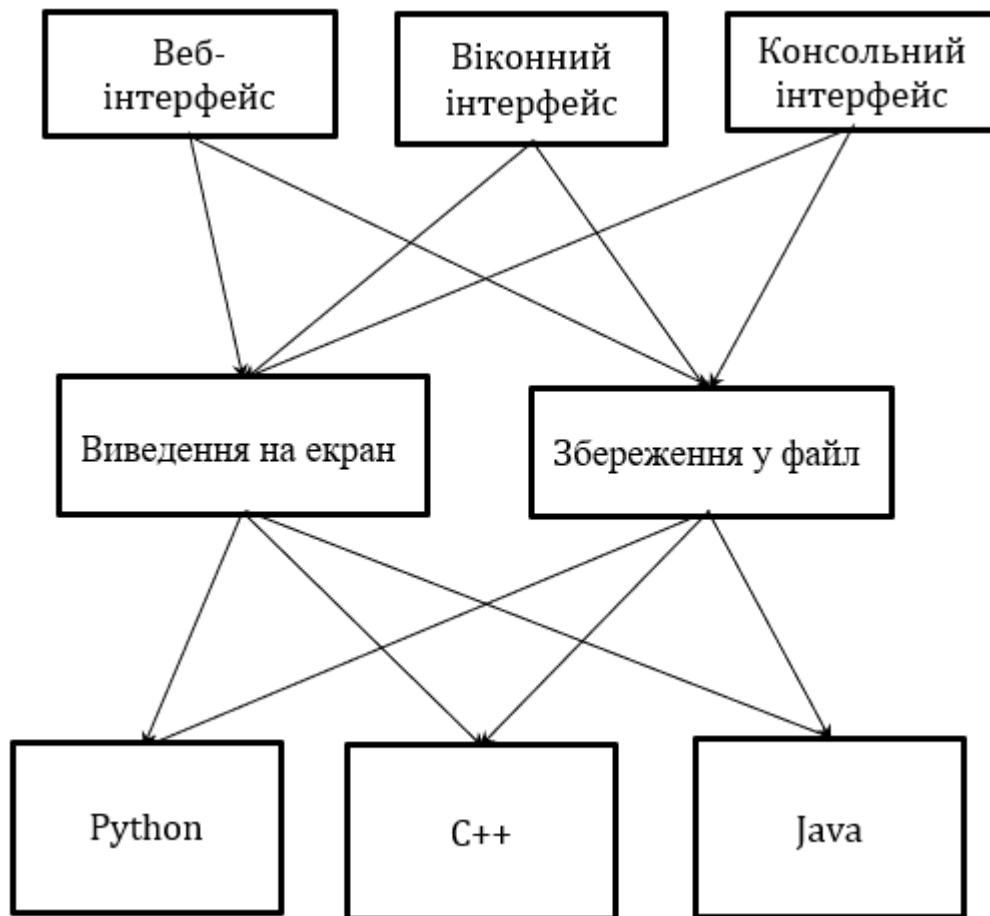 Веб-
інтерфейс
Віконний
інтерфейс
Консольний
інтерфейс
Виведення на екран
Збереження у файл
Python
C++
Java